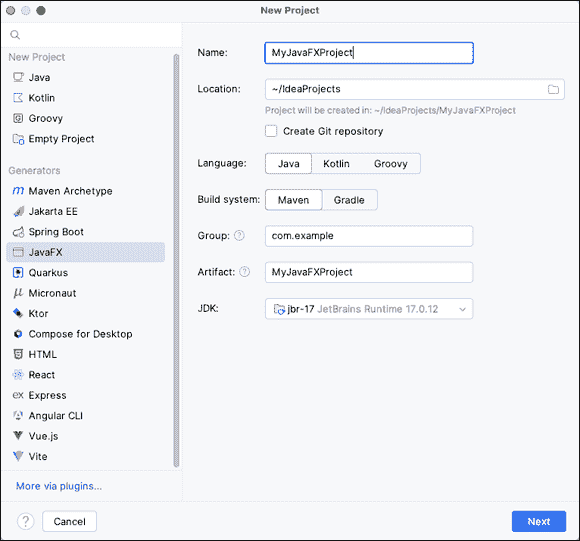 New Project
New Project
Java
Kotlin
Groovy
Empty Project
Generators
Maven Archetype
Jakarta EE
Spring Boot
JavaFX
Quarkus
Micronaut
Ktor
Compose for Desktop
HTML
React
Express
Angular CLI
Vue.js
Vite
More via plugins...
Name: MyJavaFXProject
Location: ~/IdeaProjects
Project will be created in: ~/IdeaProjects/MyJavaFXProject
Create Git repository
Language: Java Kotlin Groovy
Build system: Maven Gradle
Group: ? com.example
Artifact: ? MyJavaFXProject
JDK: jbr-17 JetBrains Runtime 17.0.12
? Cancel Next